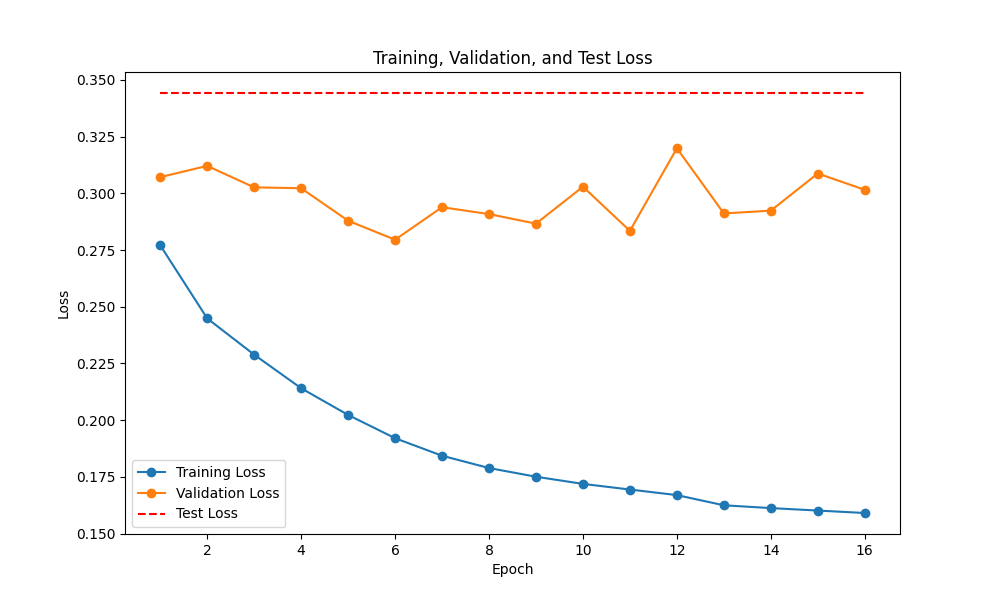 Training, Validation, and Test Loss
0.350
0.325
0.300
0.275
0.250
0.225
0.200
0.175
0.150
Loss
Training Loss
Validation Loss
Test Loss
2 4 6 8 10 12 14 16
Epoch